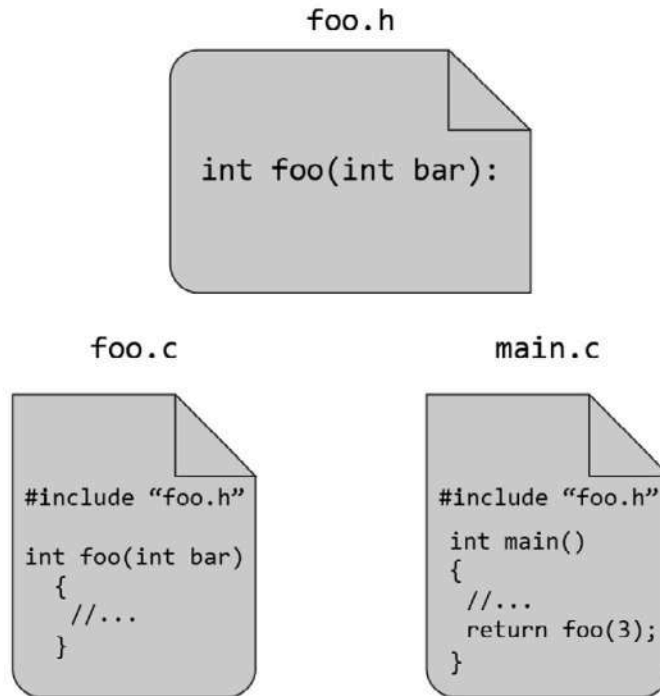 foo.h
int foo(int bar):
foo.c
#include “foo.h”
int foo(int bar)
{
//...
}
main.c
#include “foo.h”
int main()
{
//...
return foo(3);
}